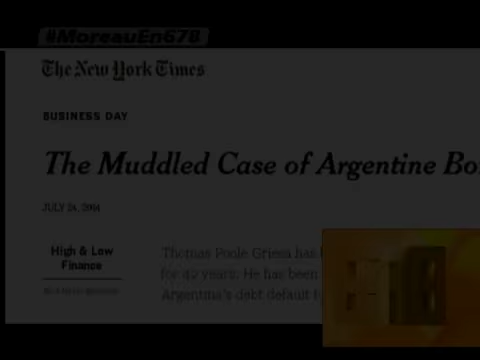 #MoreauEn678
The New York Times
BUSINESS DAY
The Muddled Case of Argentine Bo
JULY 24, 2014
High & Low
Finance
Thomas Poole Griesa has
for 42 years. He has been
Argentina's debt default